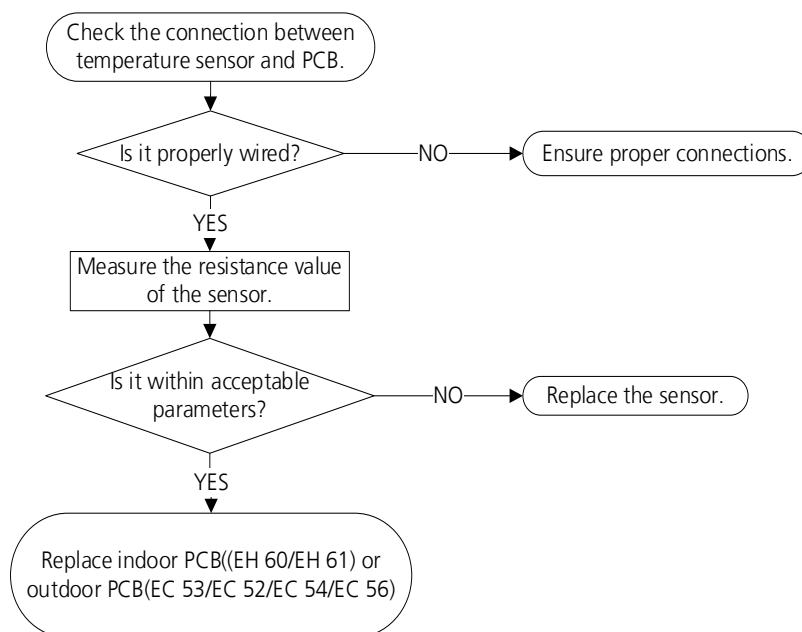 Check the connection between
temperature sensor and PCB.
Is it properly wired?
NO
Ensure proper connections.
YES
Measure the resistance value
of the sensor.
Is it within acceptable
parameters?
NO
Replace the sensor.
YES
Replace indoor PCB((EH 60/EH 61) or
outdoor PCB(EC 53/EC 52/EC 54/EC 56)